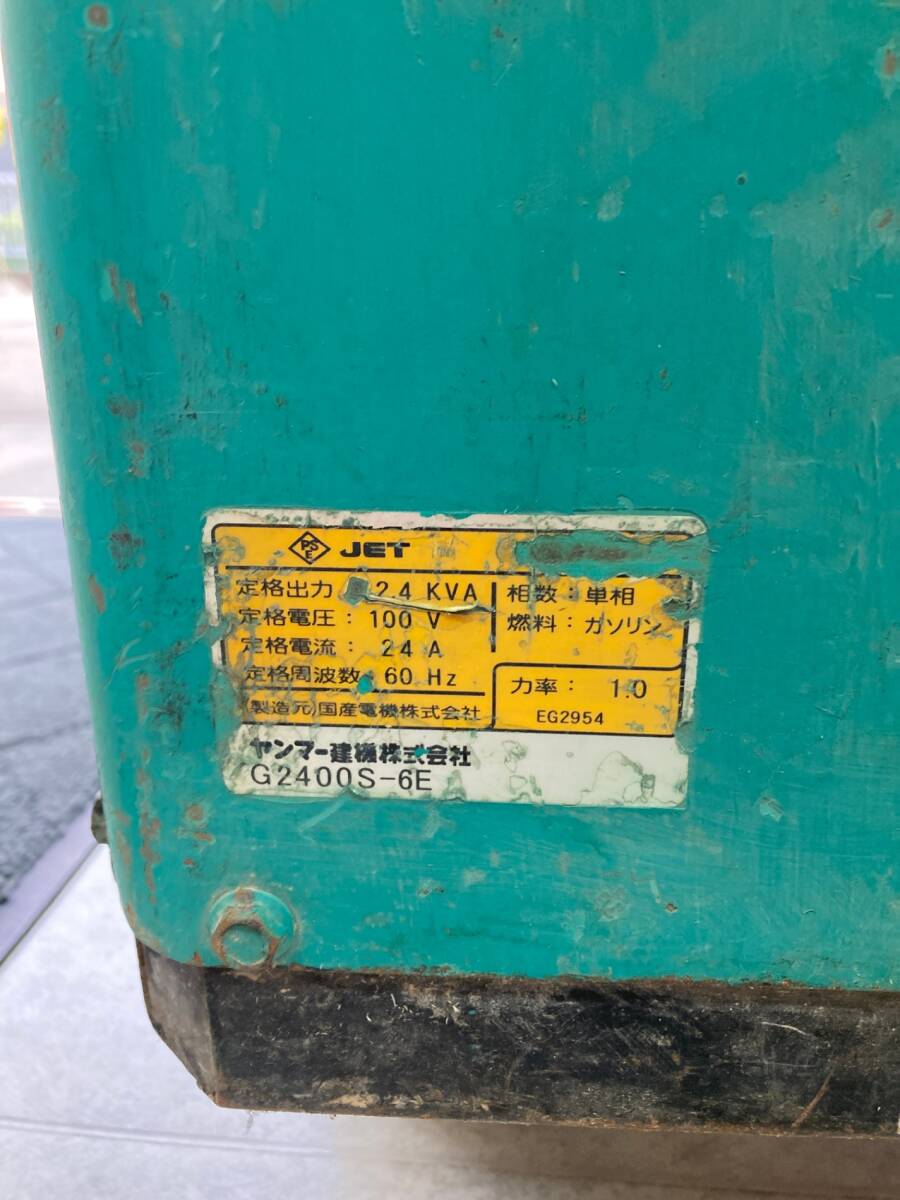 PSE JET
定格出力 2.4 KVA
定格電圧: 100 V
定格電流: 24 A
定格周波数: 60 Hz
(製造元)国産電機株式会社
相数: 単相
燃料: ガソリン
力率: 1.0
EG2954
ヤンマー建機株式会社
G2400S-6E